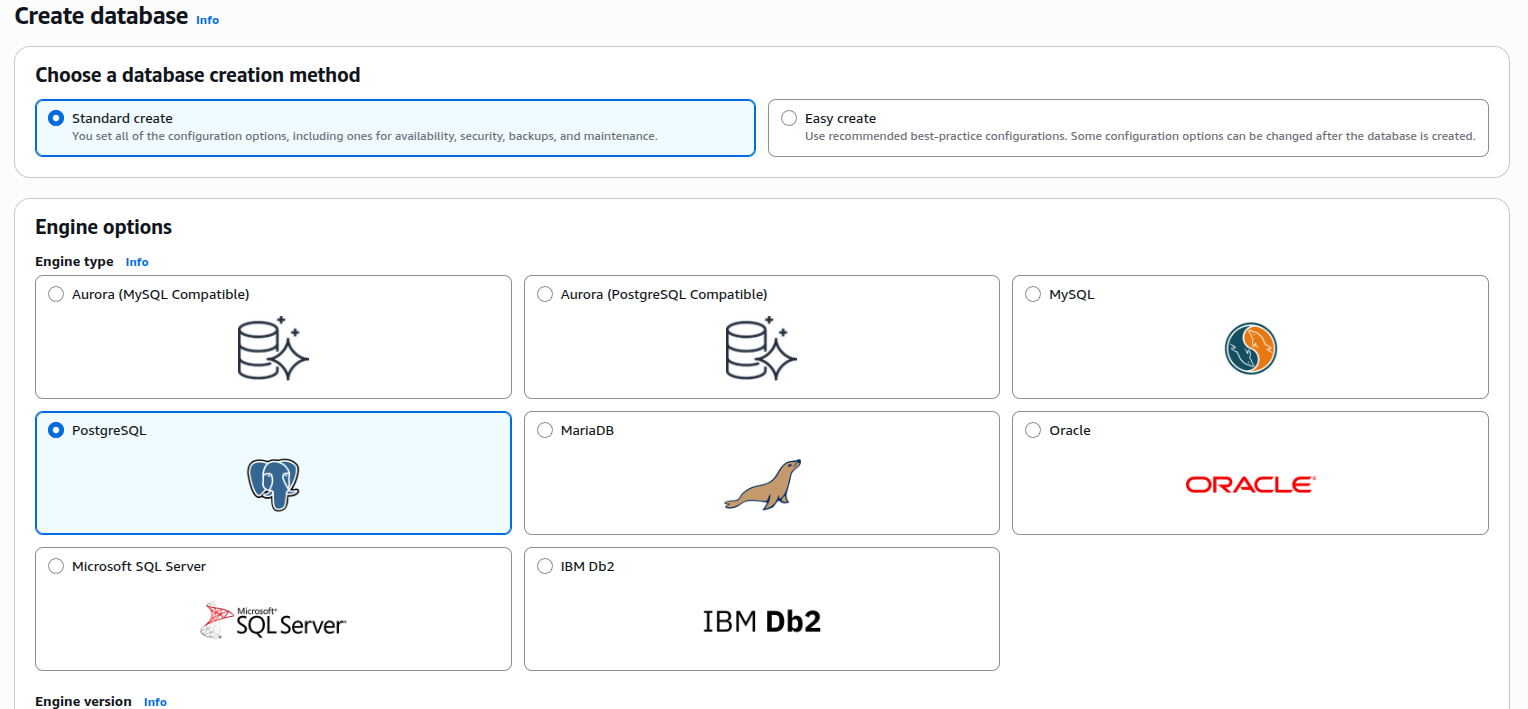 Create database Info
Choose a database creation method
Standard create
You set all of the configuration options, including ones for availability, security, backups, and maintenance.
Easy create
Use recommended best-practice configurations. Some configuration options can be changed after the database is created.
Engine options
Engine type Info
Aurora (MySQL Compatible)
Aurora (PostgreSQL Compatible)
MySQL
PostgreSQL
MariaDB
Oracle
ORACLE
Microsoft SQL Server
Microsoft®
SQL Server
IBM Db2
IBM Db2
Engine version Info